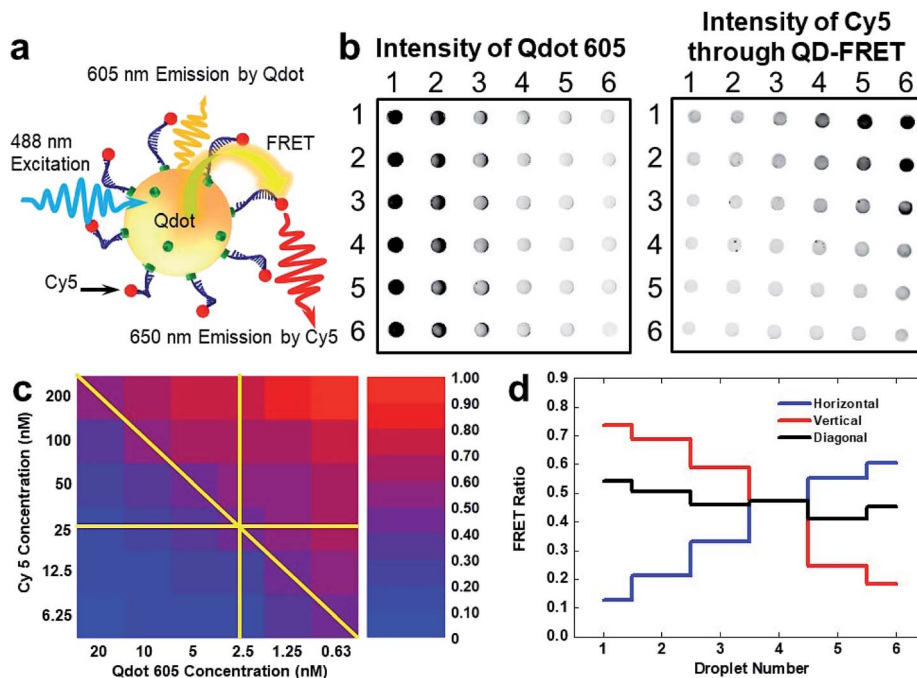 a
605 nm Emission by Qdot
488 nm
Excitation
FRET
Qdot
Cy5
650 nm Emission by Cy5
b
Intensity of Qdot 605
1 2 3 4 5 6
1
2
3
4
5
6
Intensity of Cy5
through QD-FRET
1 2 3 4 5 6
c
Cy 5 Concentration (nM)
200
100
50
25
12.5
6.25
20 10 5 2.5 1.25 0.63
Qdot 605 Concentration (nM)
1.00
0.90
0.80
0.70
0.60
0.50
0.40
0.30
0.20
0.10
0
d
FRET Ratio
0.9
0.8
0.7
0.6
0.5
0.4
0.3
0.2
0.1
0.0
Horizontal
Vertical
Diagonal
1 2 3 4 5 6
Droplet Number